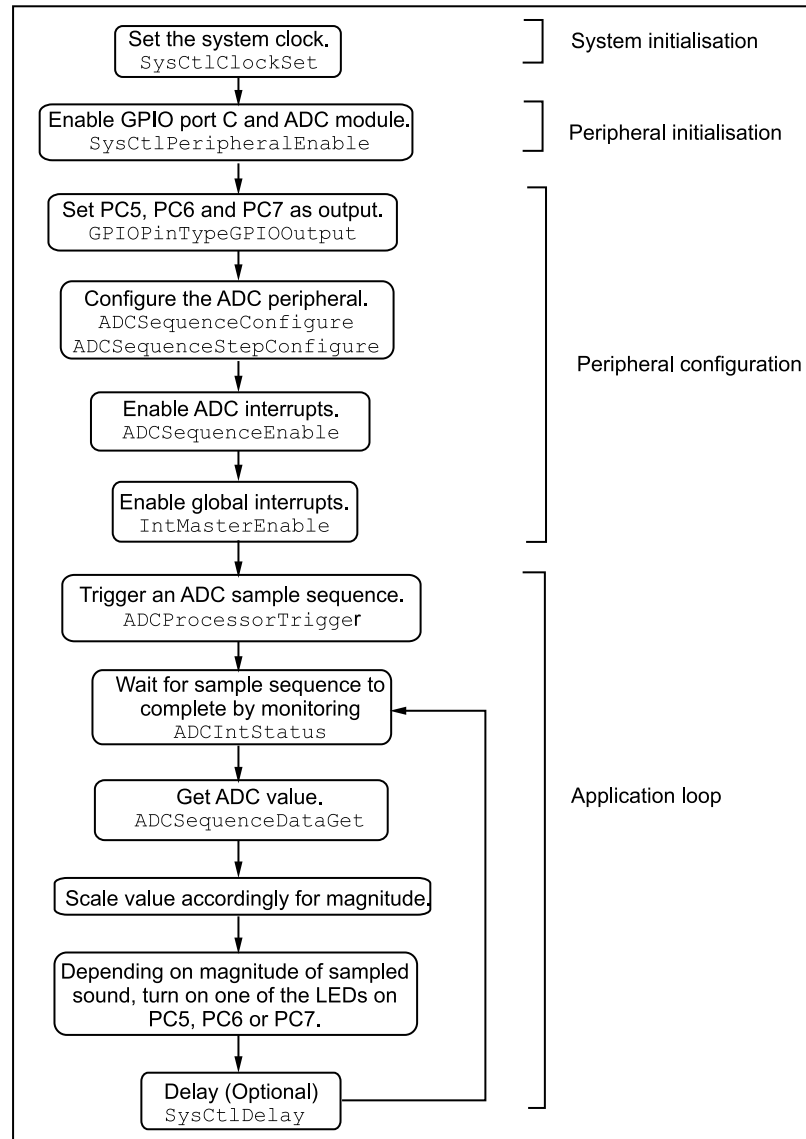 Set the system clock.
SysCtlClockSet
System initialisation
Enable GPIO port C and ADC module.
SysCtlPeripheralEnable
Peripheral initialisation
Set PC5, PC6 and PC7 as output.
GPIOPinTypeGPIOOutput
Configure the ADC peripheral.
ADCSequenceConfigure
ADCSequenceStepConfigure
Peripheral configuration
Enable ADC interrupts.
ADCSequenceEnable
Enable global interrupts.
IntMasterEnable
Trigger an ADC sample sequence.
ADCProcessorTrigger
Wait for sample sequence to
complete by monitoring
ADCIntStatus
Get ADC value.
ADCSequenceDataGet
Application loop
Scale value accordingly for magnitude.
Depending on magnitude of sampled
sound, turn on one of the LEDs on
PC5, PC6 or PC7.
Delay (Optional)
SysCtlDelay